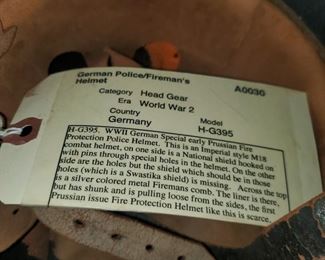 German Police/Fireman's
Helmet
A0030
Category Head Gear
Era World War 2
Country Model
Germany H-G395
H-G395. WWII German Special early Prussian Fire
Protection Police Helmet. This is an Imperial style M18
combat helmet, on one side is a National shield hooked on
with pins through special holes in the helmet. On the other
side are the holes but the shield which should be in those
holes (which is a Swastika shield) is missing. Across the top
is a silver colored metal Firemans comb. The liner is there,
but has shunk and is pulling loose from the sides, the first
Prussian issue Fire Protection Helmet like this is scarce.